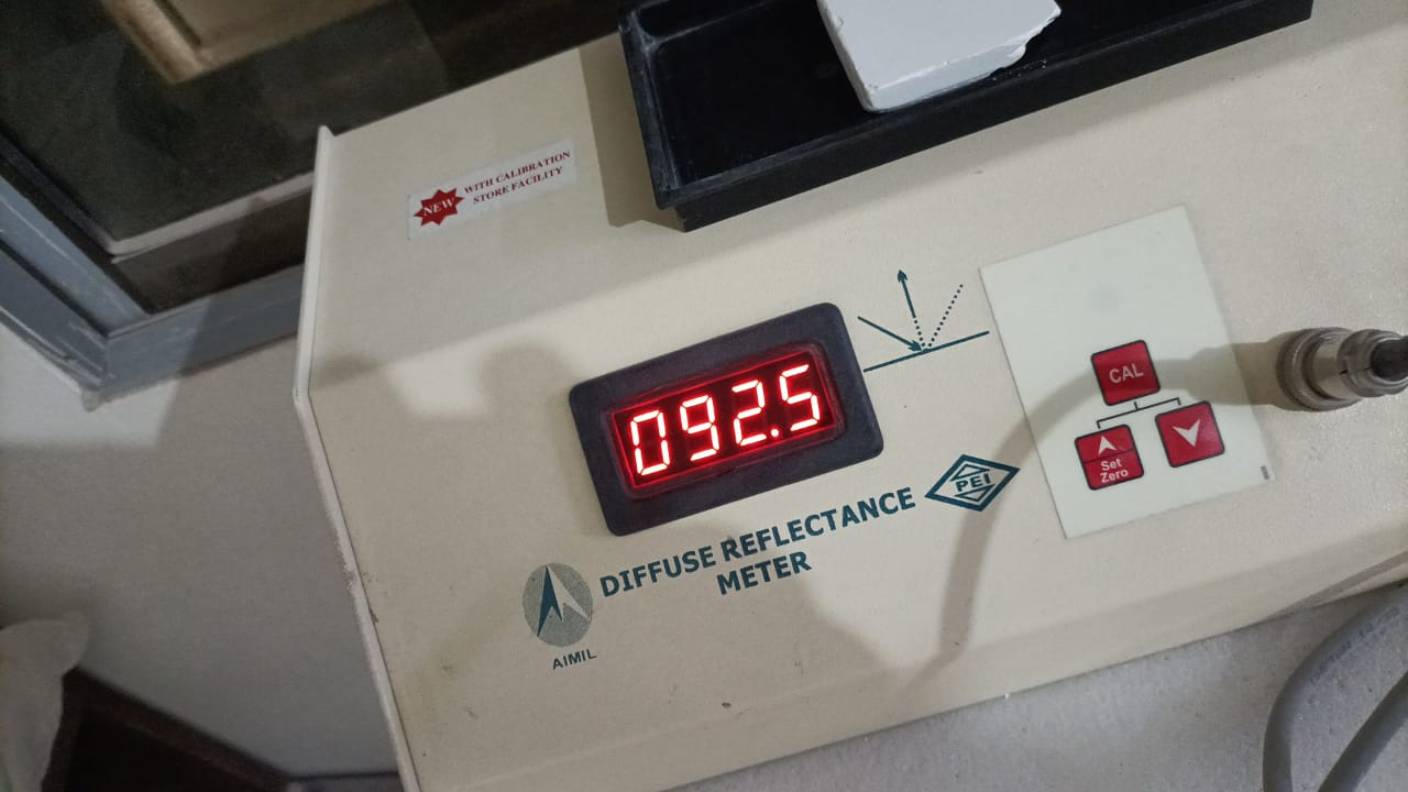 NEW
WITH CALIBRATION
STORE FACILITY
092.5
CAL
Set
Zero
PEI
DIFFUSE REFLECTANCE
METER
AIMIL